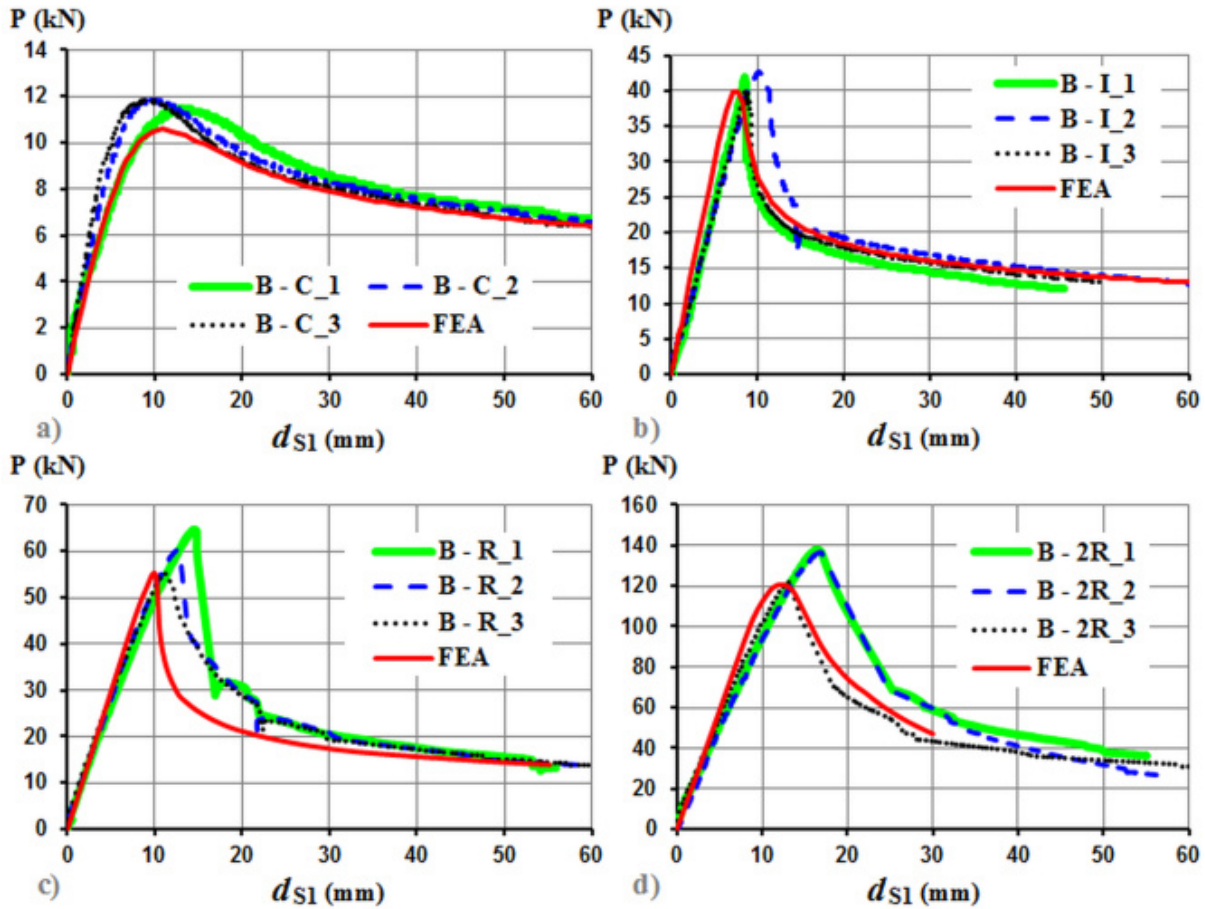 P (kN)
14
12
10
8
6
4
2
0
B - C_1 B - C_2
B - C_3 FEA
0 10 20 30 40 50 60
a) dS1 (mm)
P (kN)
45
40
35
30
25
20
15
10
5
0
B - I_1
B - I_2
B - I_3
FEA
0 10 20 30 40 50 60
b) dS1 (mm)
P (kN)
70
60
50
40
30
20
10
0
B - R_1
B - R_2
B - R_3
FEA
0 10 20 30 40 50 60
c) dS1 (mm)
P (kN)
160
140
120
100
80
60
40
20
0
B - 2R_1
B - 2R_2
B - 2R_3
FEA
0 10 20 30 40 50 60
d) dS1 (mm)